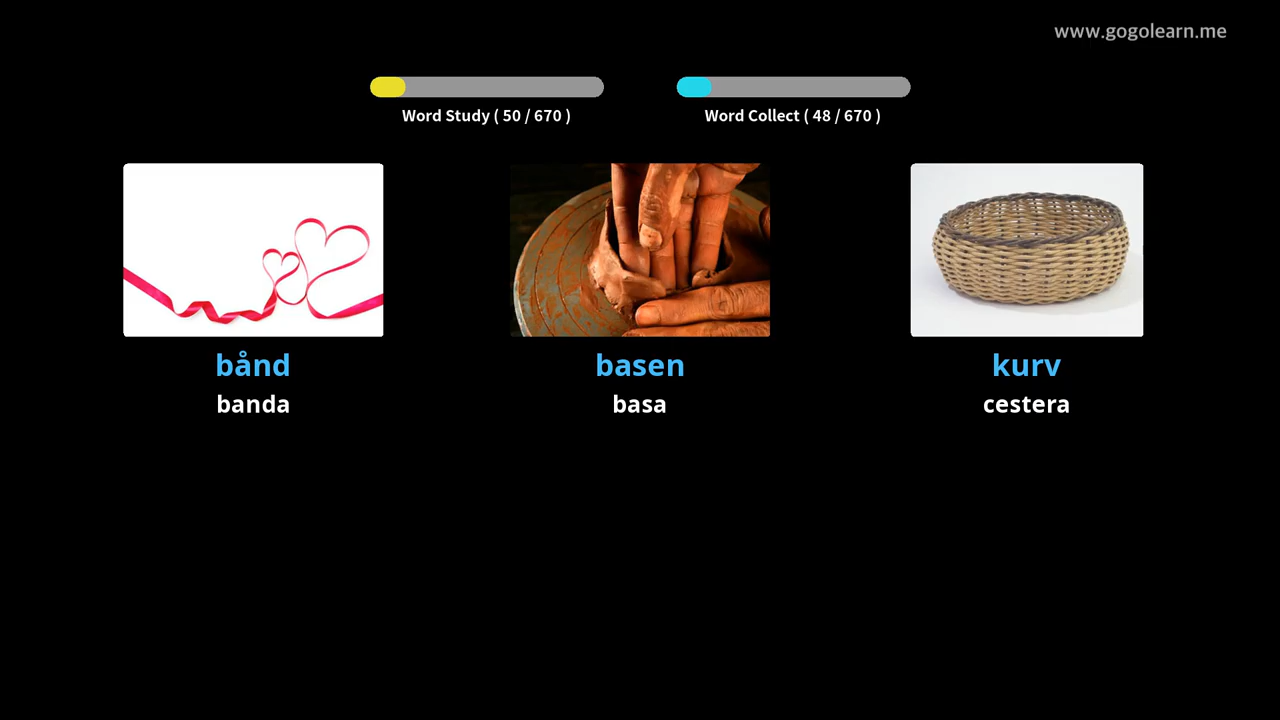 www.gogolearn.me
Word Study ( 50 / 670 )
Word Collect ( 48 / 670 )
bånd
banda
basen
basa
kurv
cestera